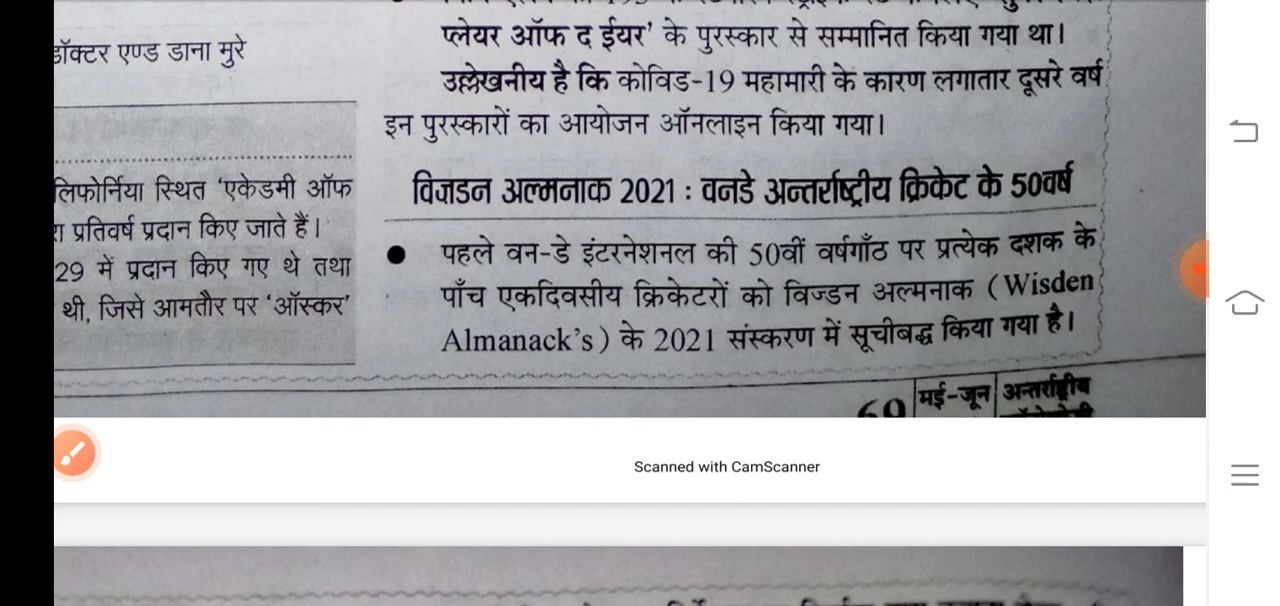 डॉक्टर एण्ड डाना मुरे
लिफोर्निया स्थित 'एकेडमी ऑफ
प्रतिवर्ष प्रदान किए जाते हैं।
29 में प्रदान किए गए थे तथा
थी, जिसे आमतौर पर 'ऑस्कर'
प्लेयर ऑफ द ईयर' के पुरस्कार से सम्मानित किया गया था।
उल्लेखनीय है कि कोविड-19 महामारी के कारण लगातार दूसरे वर्ष
इन पुरस्कारों का आयोजन ऑनलाइन किया गया।
विज़डन अल्मनाक 2021 : वनडे अन्तर्राष्ट्रीय क्रिकेट के 50वर्ष
● पहले वन-डे इंटरनेशनल की 50वीं वर्षगाँठ पर प्रत्येक दशक के
पाँच एकदिवसीय क्रिकेटरों को विज्डन अल्मनाक (Wisden
Almanack's) के 2021 संस्करण में सूचीबद्ध किया गया है।
मई-जून अन्तर्राष्ट्रीय
Scanned with CamScanner